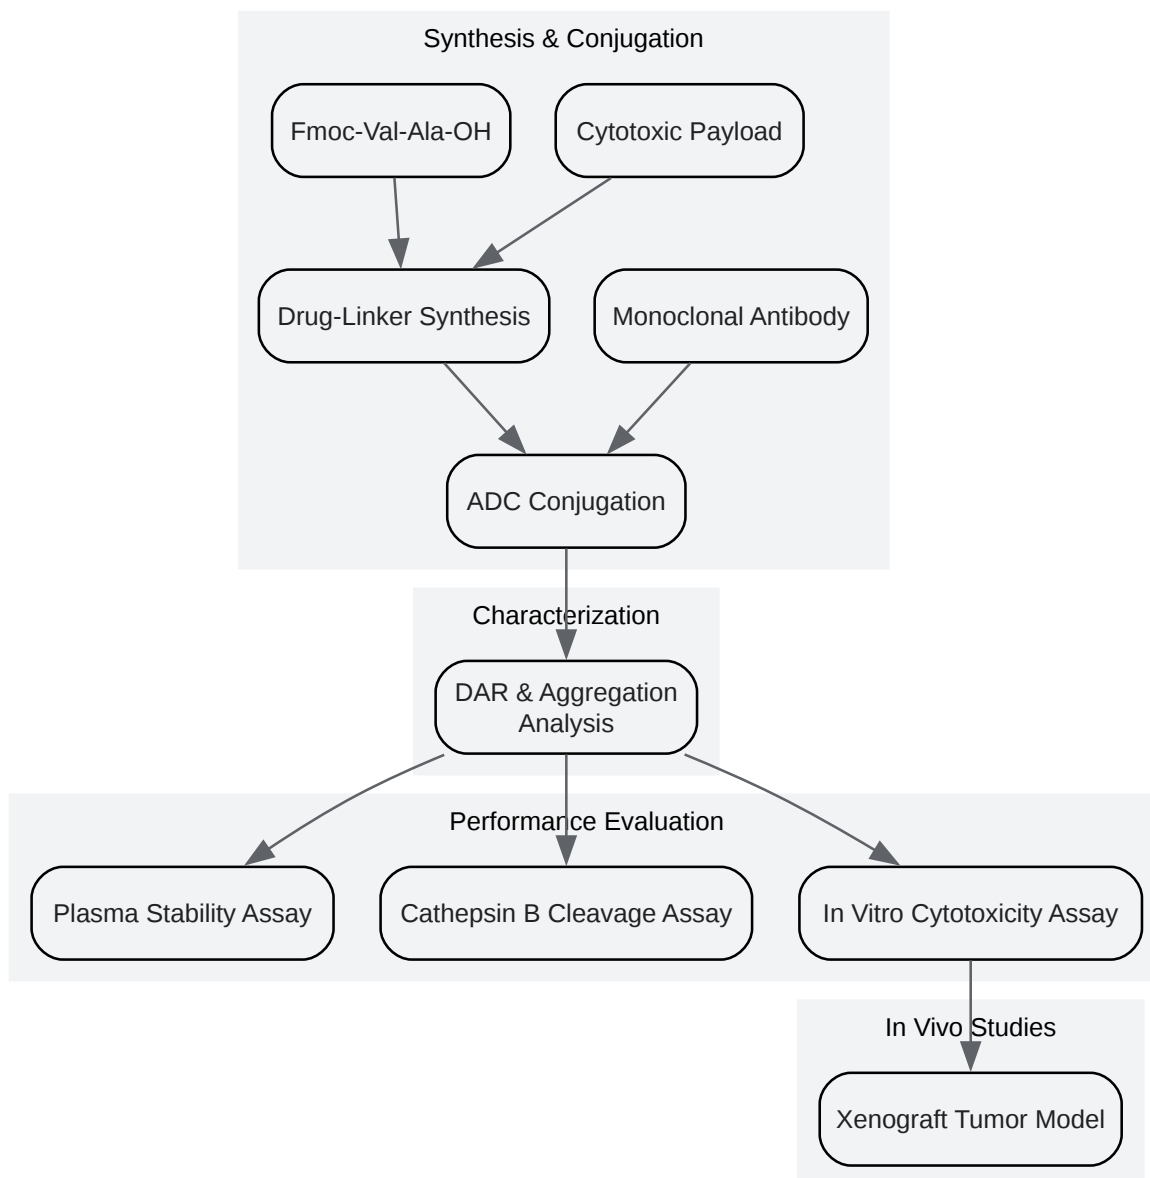 Synthesis & Conjugation
Fmoc-Val-Ala-OH
Cytotoxic Payload
Drug-Linker Synthesis
Monoclonal Antibody
ADC Conjugation
Characterization
DAR & Aggregation
Analysis
Performance Evaluation
Plasma Stability Assay
Cathepsin B Cleavage Assay
In Vitro Cytotoxicity Assay
In Vivo Studies
Xenograft Tumor Model